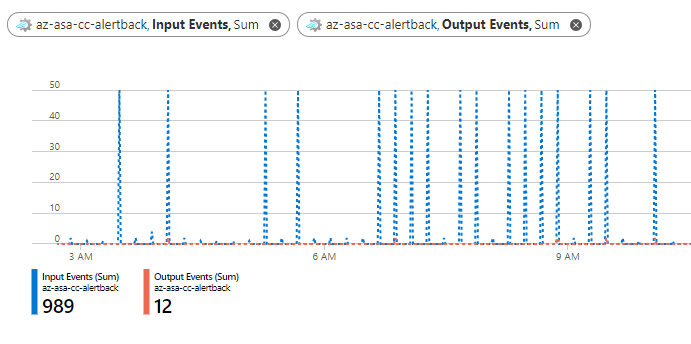 az-asa-cc-alertback, Input Events, Sum
az-asa-cc-alertback, Output Events, Sum
50
40
30
20
10
0
3 AM
6 AM
9 AM
Input Events (Sum)
az-asa-cc-alertback
989
Output Events (Sum)
az-asa-cc-alertback
12